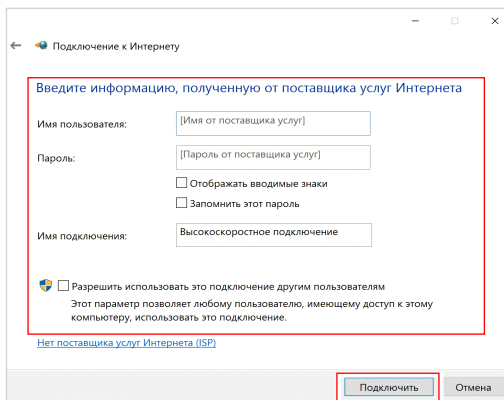 Подключение к Интернету
Введите информацию, полученную от поставщика услуг Интернета
Имя пользователя:
[Имя от поставщика услуг]
Пароль:
[Пароль от поставщика услуг]
Отображать вводимые знаки
Запомнить этот пароль
Имя подключения:
Высокоскоростное подключение
Разрешить использовать это подключение другим пользователям
Этот параметр позволяет любому пользователю, имеющему доступ к этому
компьютеру, использовать это подключение.
Нет поставщика услуг Интернета (ISP)
Подключить
Отмена